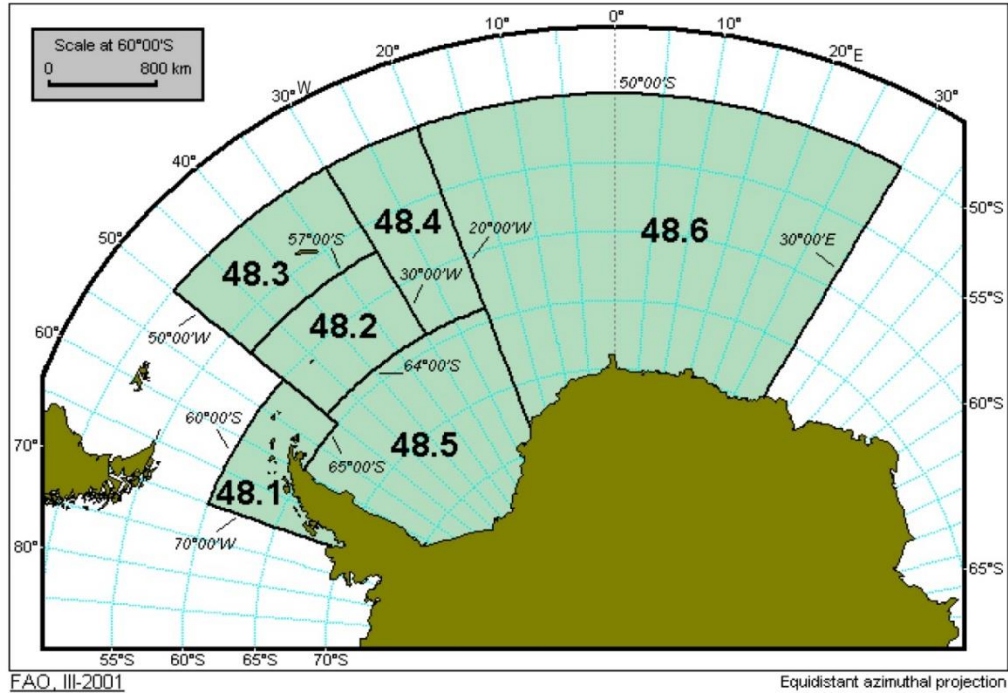 Scale at 60°00'S
0 800 km
0°
10° 10°
20° 20°E
30°W 30°
50°00'S
40°
50°S
50°
57°00'S
48.4
20°00'W
48.6
30°00'E
48.3
30°00'W
55°S
48.2
50°00'W
60°
64°00'S
60°S
60°00'S
48.5
70°
65°00'S
48.1
70°00'W
80°
65°S
55°S 60°S 65°S 70°S
FAO, III-2001
Equidistant azimuthal projection